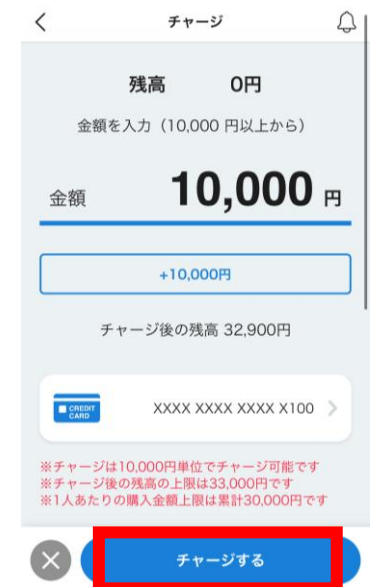 チャージ
残高 0円
金額を入力（10,000 円以上から）
金額 10,000 円
+10,000円
チャージ後の残高 32,900円
CREDIT
CARD
XXXX XXXX XXXX X100
※チャージは10,000円単位でチャージ可能です
※チャージ後の残高の上限は33,000円です
※1人あたりの購入金額上限は累計30,000円です
チャージする